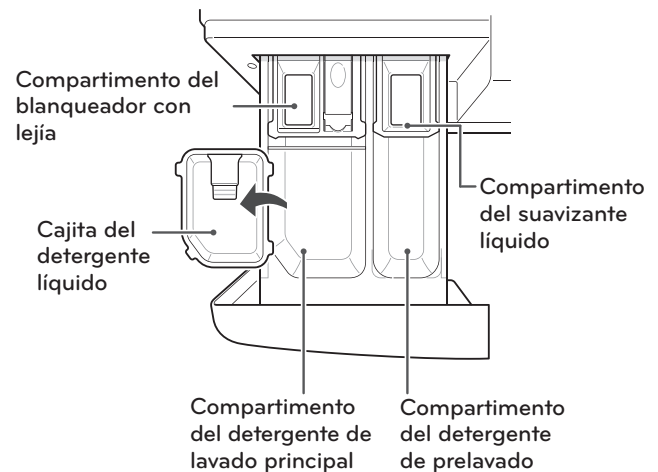 Compartimento del
blanqueador con
lejía
Compartimento
del suavizante
líquido
Cajita del
detergente
líquido
Compartimento
del detergente de
lavado principal
Compartimento
del detergente
de prelavado